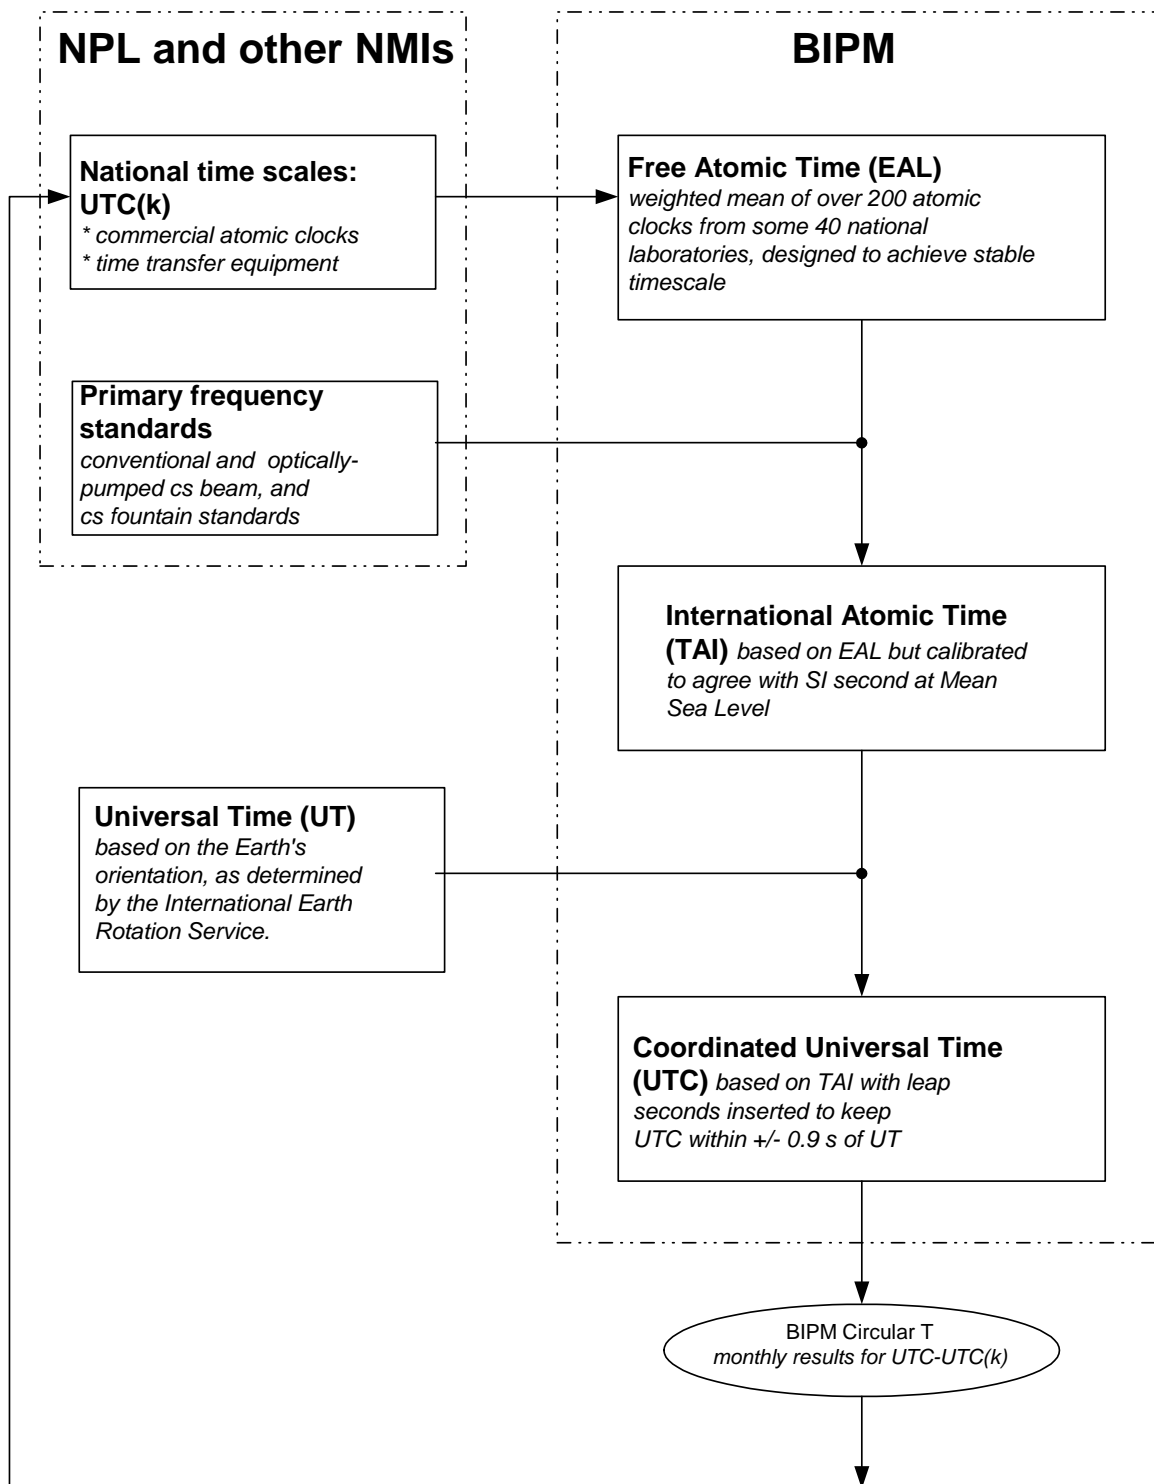 NPL and other NMIs
BIPM
National time scales:
UTC(k)
* commercial atomic clocks
* time transfer equipment
Free Atomic Time (EAL)
weighted mean of over 200 atomic
clocks from some 40 national
laboratories, designed to achieve stable
timescale
Primary frequency
standards
conventional and optically-
pumped cs beam, and
cs fountain standards
International Atomic Time
(TAI) based on EAL but calibrated
to agree with SI second at Mean
Sea Level
Universal Time (UT)
based on the Earth's
orientation, as determined
by the International Earth
Rotation Service.
Coordinated Universal Time
(UTC) based on TAI with leap
seconds inserted to keep
UTC within +/- 0.9 s of UT
BIPM Circular T
monthly results for UTC-UTC(k)